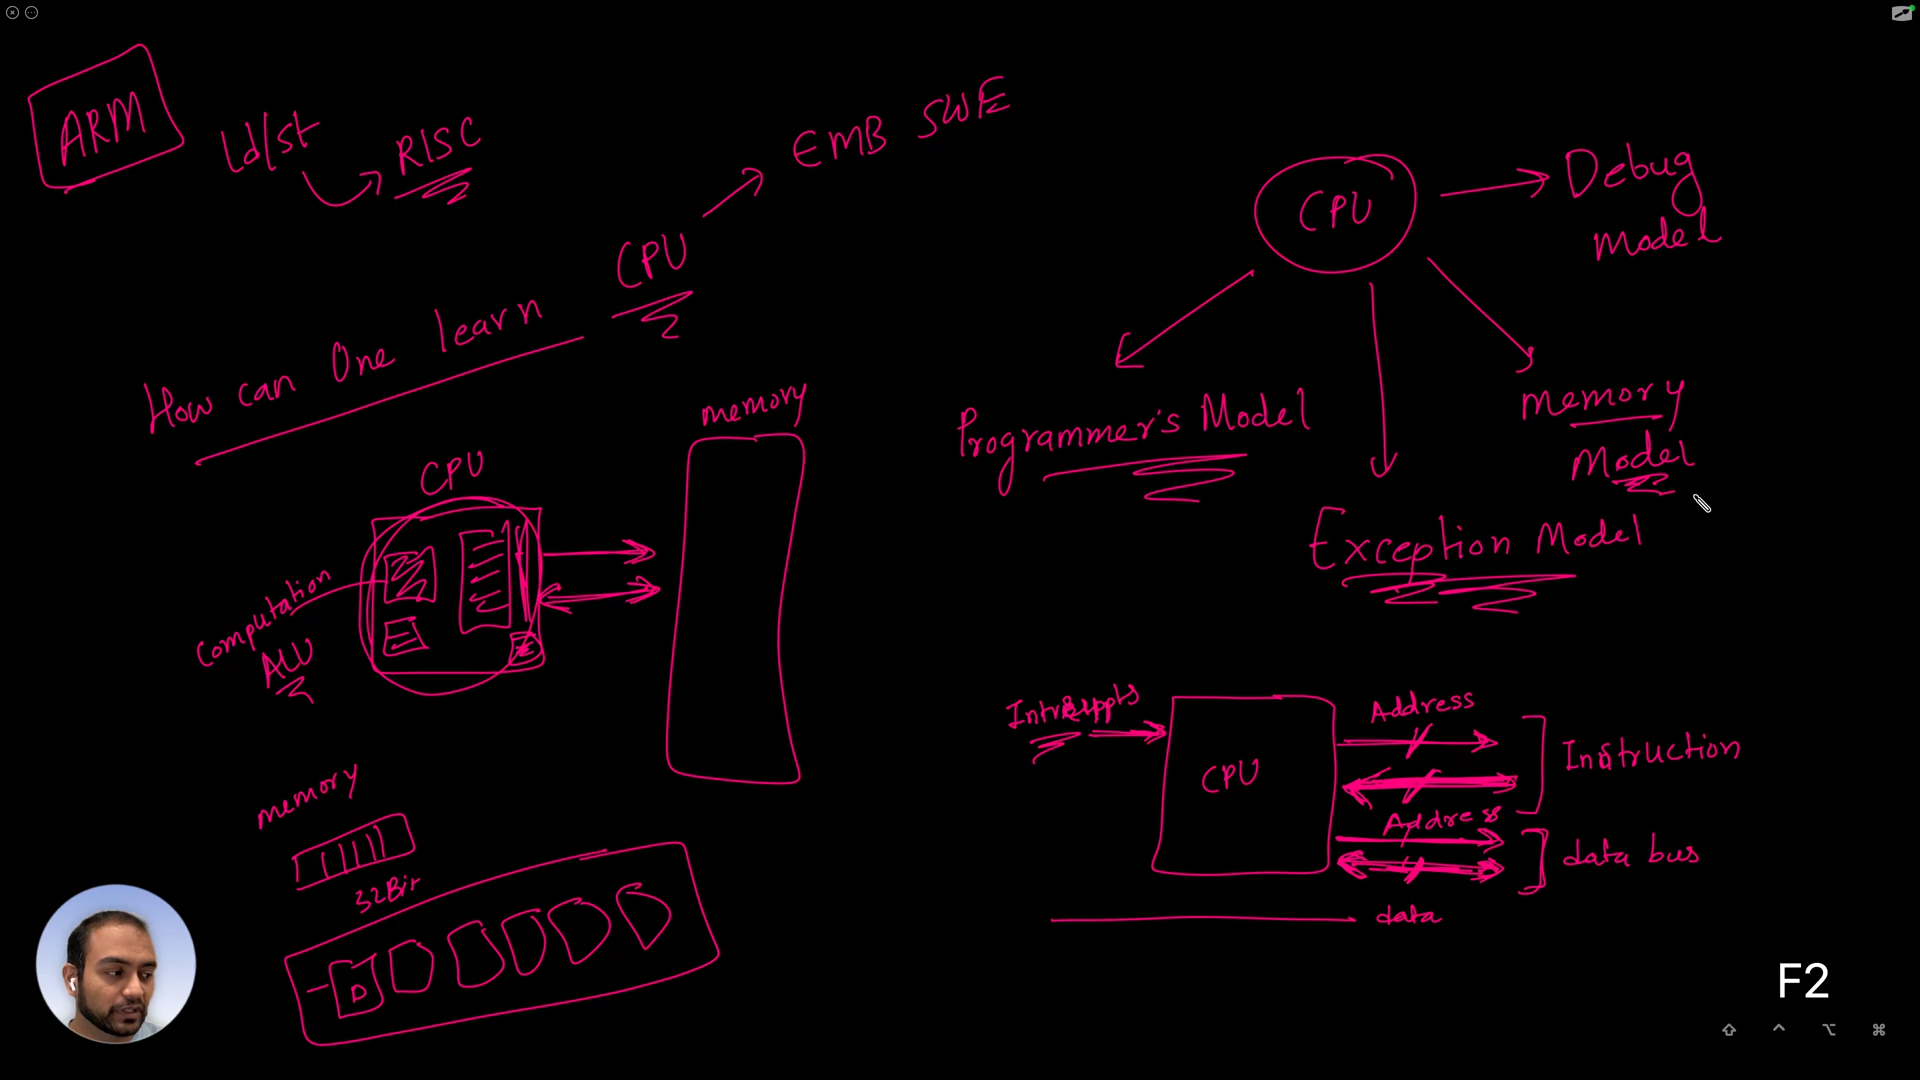 ARM
ld/st
RISC
EMB SWE
CPU
How can One learn
CPU
Debug
Model
Programmer's Model
Memory
Model
Exception Model
memory
CPU
Computation
ALU
memory
32Bit
D
Address
CPU
Instruction
Address
data bus
data
F2